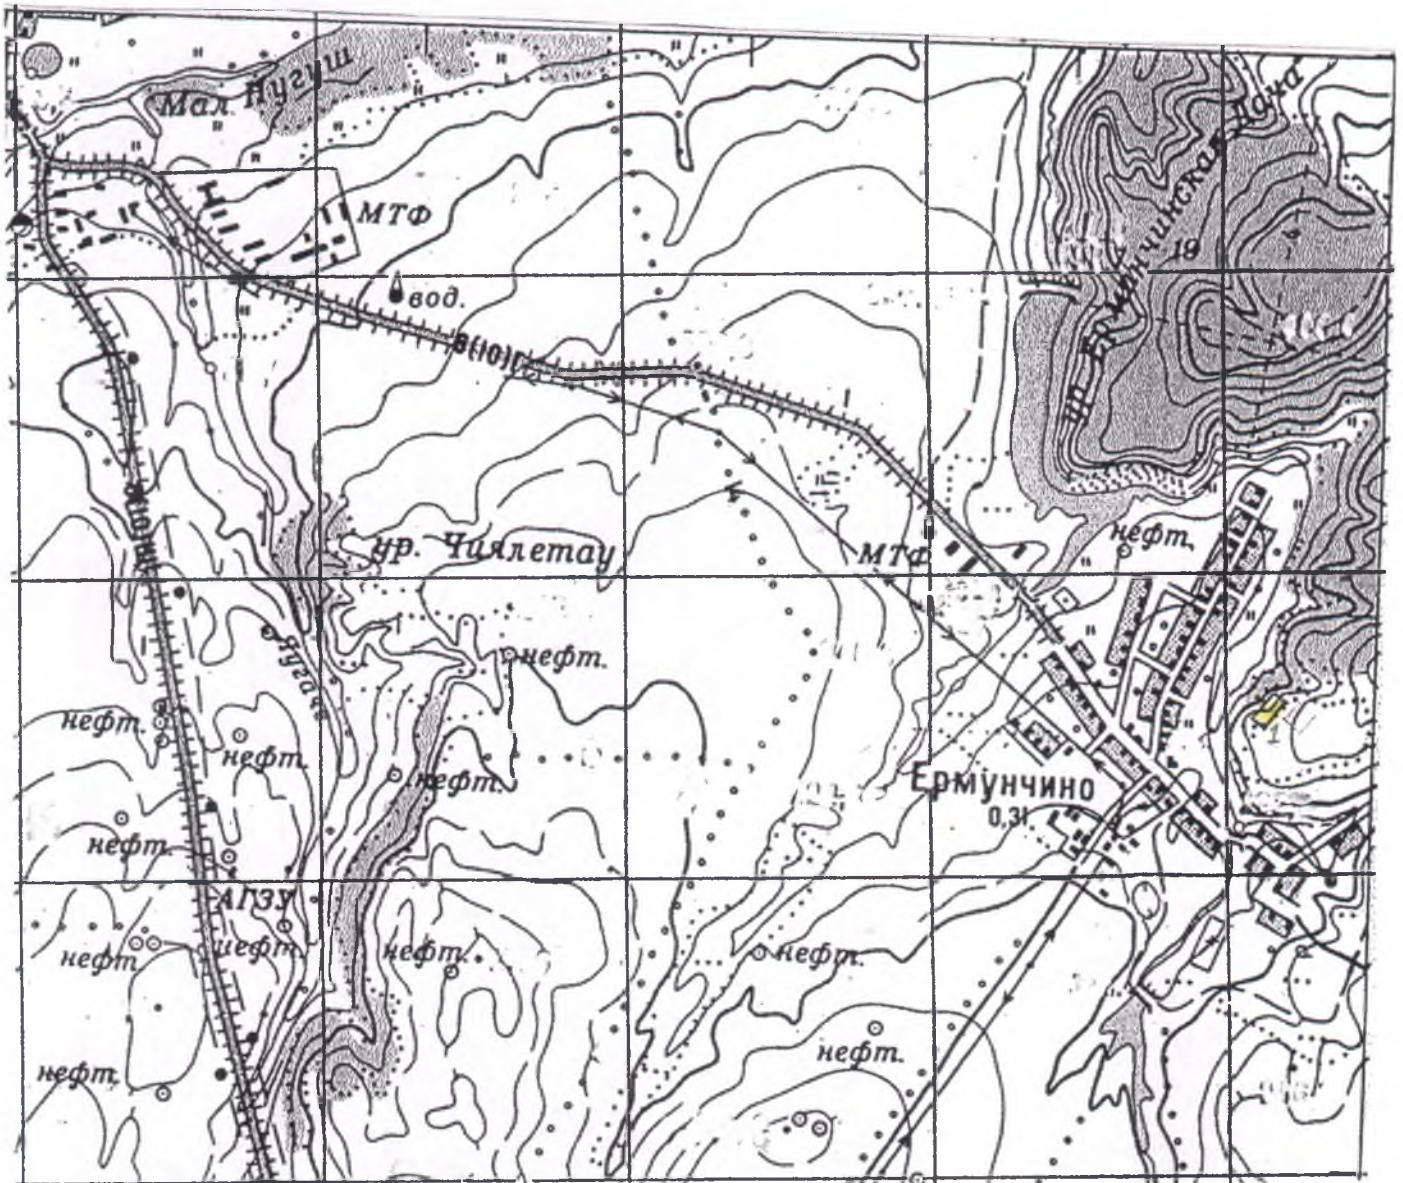 Мал. Нугуш
МТФ
вод.
8(10)Г
ур. Ермунчинская Дача
19
ур. Чиялетау
МТФ
нефт.
нефт.
нефт.
нефт.
нефт.
Ермунчино
0,31
нефт.
АГЗУ
нефт.
нефт.
нефт.
нефт.
нефт.
нефт.